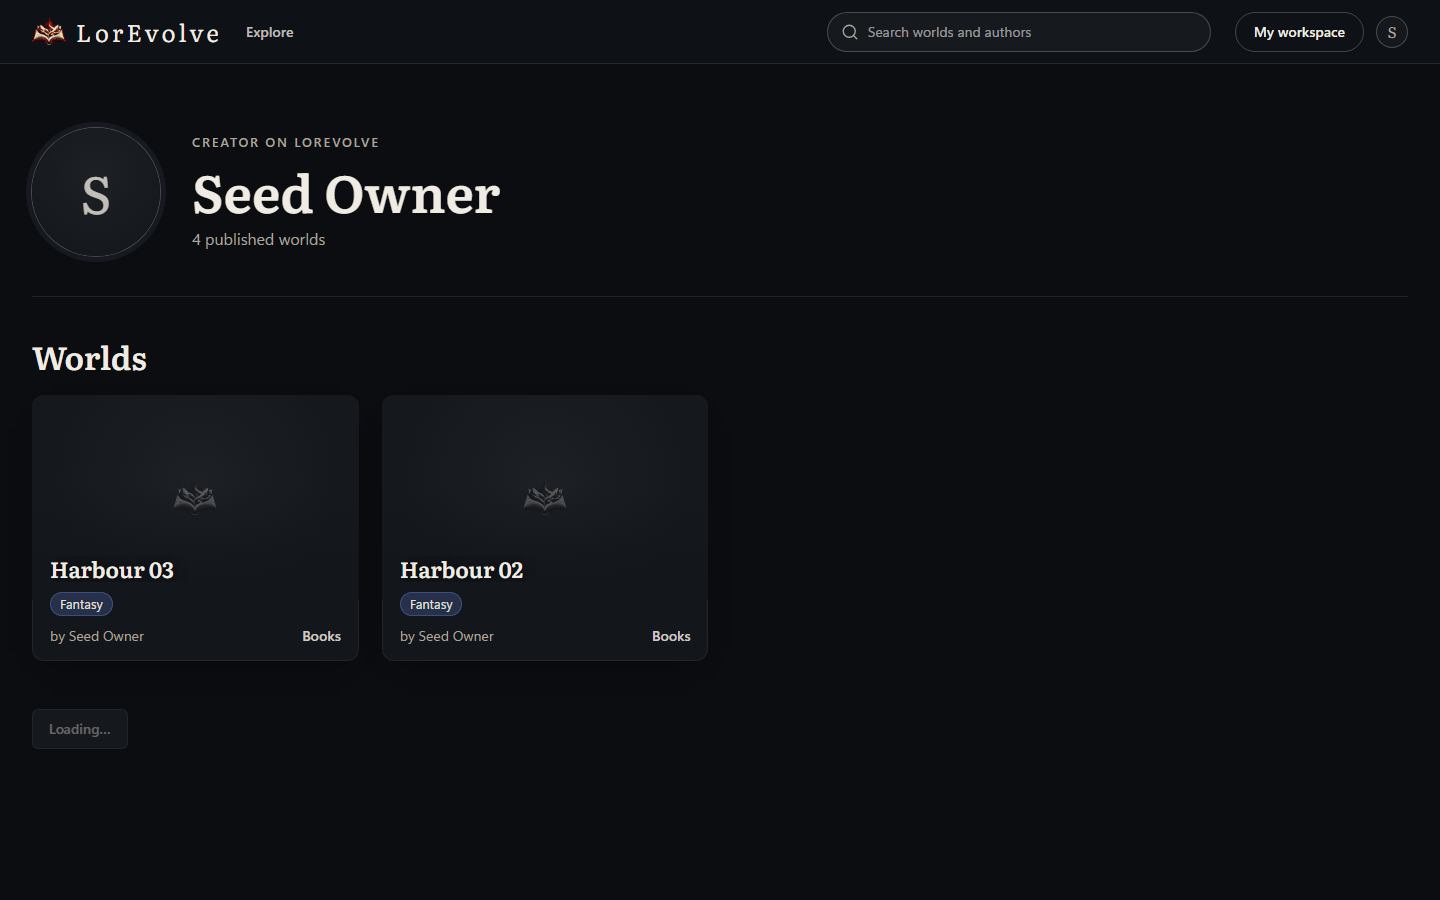 LorEvolve
Explore
Search worlds and authors
My workspace
S
S
CREATOR ON LOREVOLVE
Seed Owner
4 published worlds
Worlds
Harbour 03
Fantasy
by Seed Owner
Books
Harbour 02
Fantasy
by Seed Owner
Books
Loading...